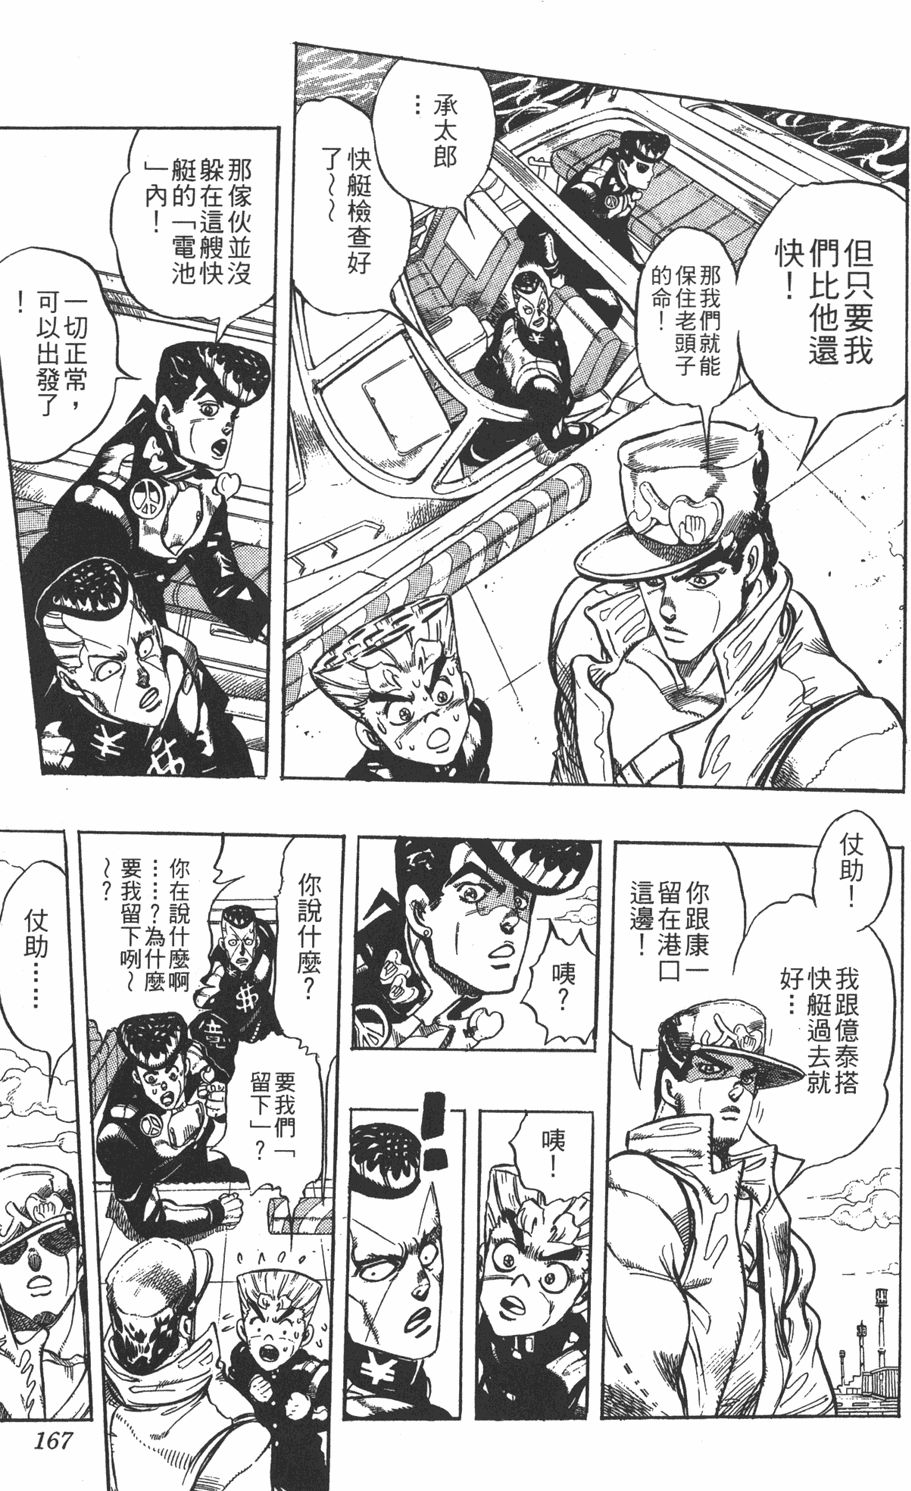 但只要我
們比他還
快！
那我們就能
保住老頭子
的命！
承太郎
…
快艇檢查好
了～～
那傢伙並沒
躲在這艘快
艇的「電池
」內！
一切正常，
可以出發了
！
仗助！
我跟億泰搭
快艇過去就
好…
你跟康一
留在港口
這邊！
咦？
咦！
!!
你說什麼？
你在說什麼啊
……？為什麼
要我留下咧～
～？
要我們「
留下」？
仗助……
167